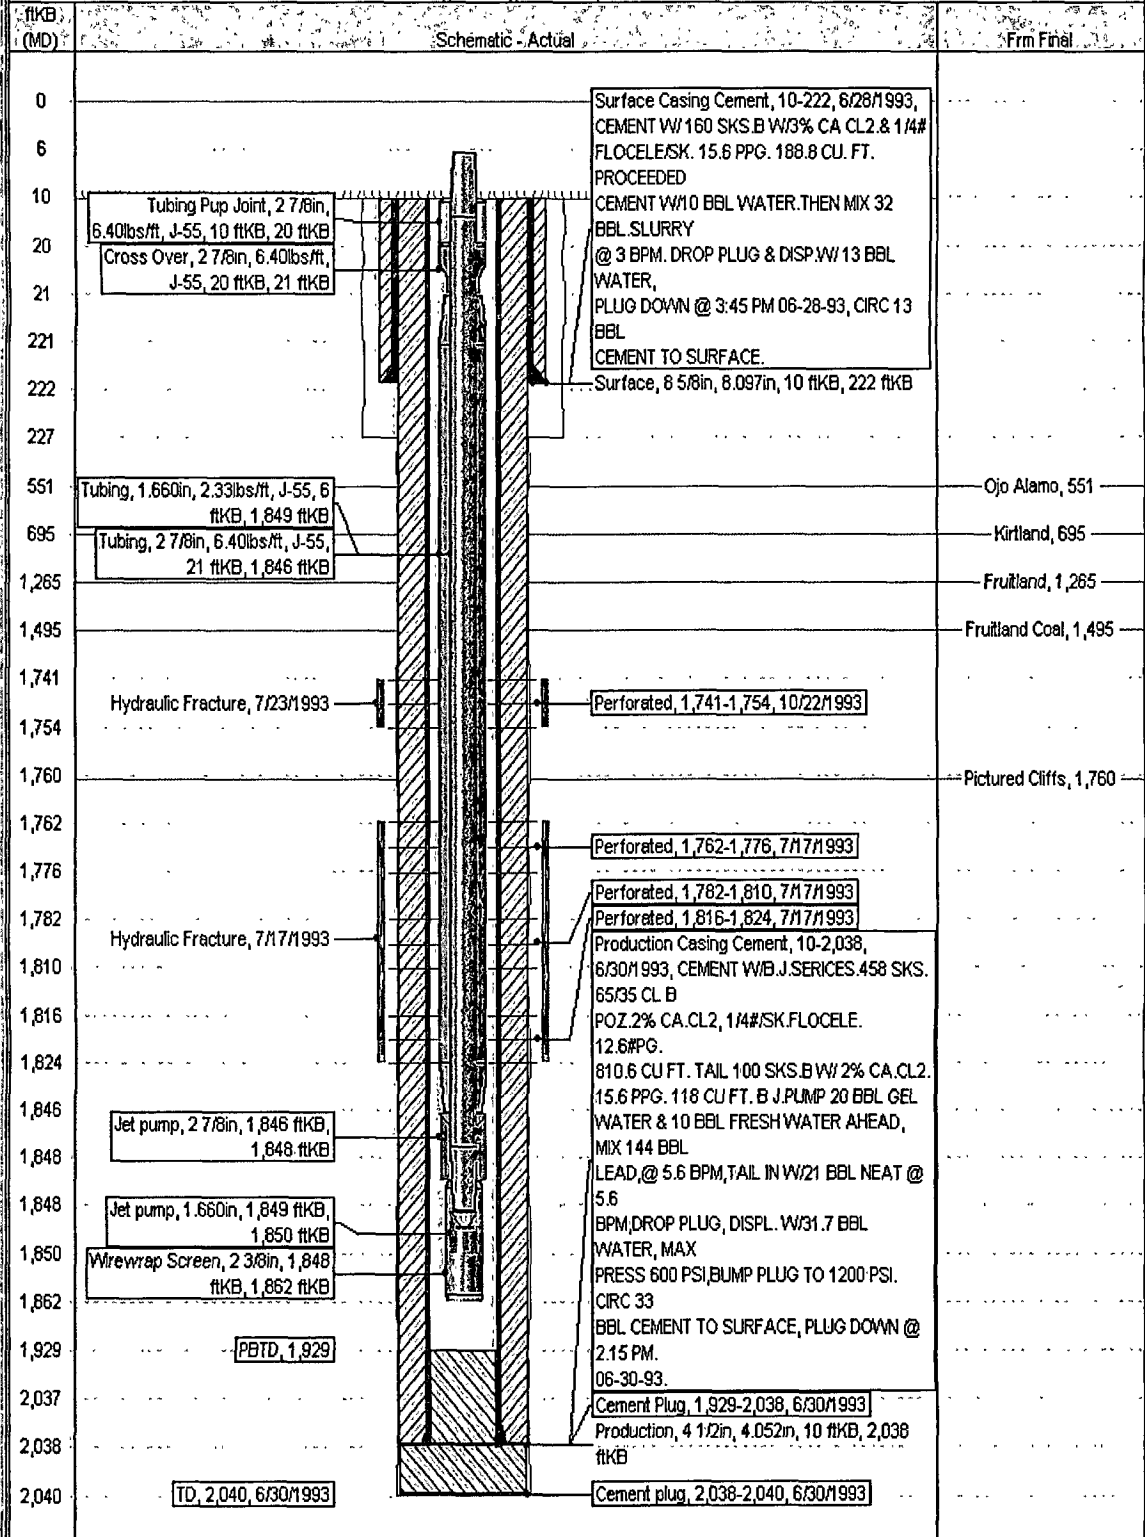 ftKB
(MD)
Schematic - Actual
Frm Final
0
6
10
20
21
221
222
227
551
695
1,265
1,495
1,741
1,754
1,760
1,762
1,776
1,782
1,810
1,816
1,824
1,846
1,848
1,848
1,850
1,862
1,929
2,037
2,038
2,040
Tubing Pup Joint, 2 7/8in,
6.40lbs/ft, J-55, 10 ftKB, 20 ftKB
Cross Over, 2 7/8in, 6.40lbs/ft,
J-55, 20 ftKB, 21 ftKB
Tubing, 1.660in, 2.33lbs/ft, J-55, 6
ftKB, 1,849 ftKB
Tubing, 2 7/8in, 6.40lbs/ft, J-55,
21 ftKB, 1,846 ftKB
Hydraulic Fracture, 7/23/1993
Hydraulic Fracture, 7/17/1993
Jet pump, 2 7/8in, 1,846 ftKB,
1,848 ftKB
Jet pump, 1.660in, 1,849 ftKB,
1,850 ftKB
Wirewrap Screen, 2 3/8in, 1,848
ftKB, 1,862 ftKB
PBTD, 1,929
TD, 2,040, 6/30/1993
Surface Casing Cement, 10-222, 6/28/1993,
CEMENT W/ 160 SKS.B W/3% CA CL2.& 1/4#
FLOCELE/SK. 15.6 PPG. 188.8 CU. FT.
PROCEEDED
CEMENT W/10 BBL WATER.THEN MIX 32
BBL.SLURRY
@ 3 BPM. DROP PLUG & DISP.W/ 13 BBL
WATER,
PLUG DOWN @ 3:45 PM 06-28-93, CIRC 13
BBL
CEMENT TO SURFACE.
Surface, 8 5/8in, 8.097in, 10 ftKB, 222 ftKB
Perforated, 1,741-1,754, 10/22/1993
Perforated, 1,762-1,776, 7/17/1993
Perforated, 1,782-1,810, 7/17/1993
Perforated, 1,816-1,824, 7/17/1993
Production Casing Cement, 10-2,038,
6/30/1993, CEMENT W/B.J.SERICES.458 SKS.
65/35 CL B
POZ.2% CA.CL2, 1/4#/SK.FLOCELE.
12.6#PG.
810.6 CU FT. TAIL 100 SKS.B W/ 2% CA.CL2.
15.6 PPG. 118 CU FT. B J.PUMP 20 BBL GEL
WATER & 10 BBL FRESH WATER AHEAD,
MIX 144 BBL
LEAD,@ 5.6 BPM,TAIL IN W/21 BBL NEAT @
5.6
BPM,DROP PLUG, DISPL. W/31.7 BBL
WATER, MAX
PRESS 600 PSI,BUMP PLUG TO 1200 PSI.
CIRC 33
BBL CEMENT TO SURFACE, PLUG DOWN @
2.15 PM.
06-30-93.
Cement Plug, 1,929-2,038, 6/30/1993
Production, 4 1/2in, 4.052in, 10 ftKB, 2,038
ftKB
Cement plug, 2,038-2,040, 6/30/1993
Ojo Alamo, 551
Kirtland, 695
Fruitland, 1,265
Fruitland Coal, 1,495
Pictured Cliffs, 1,760